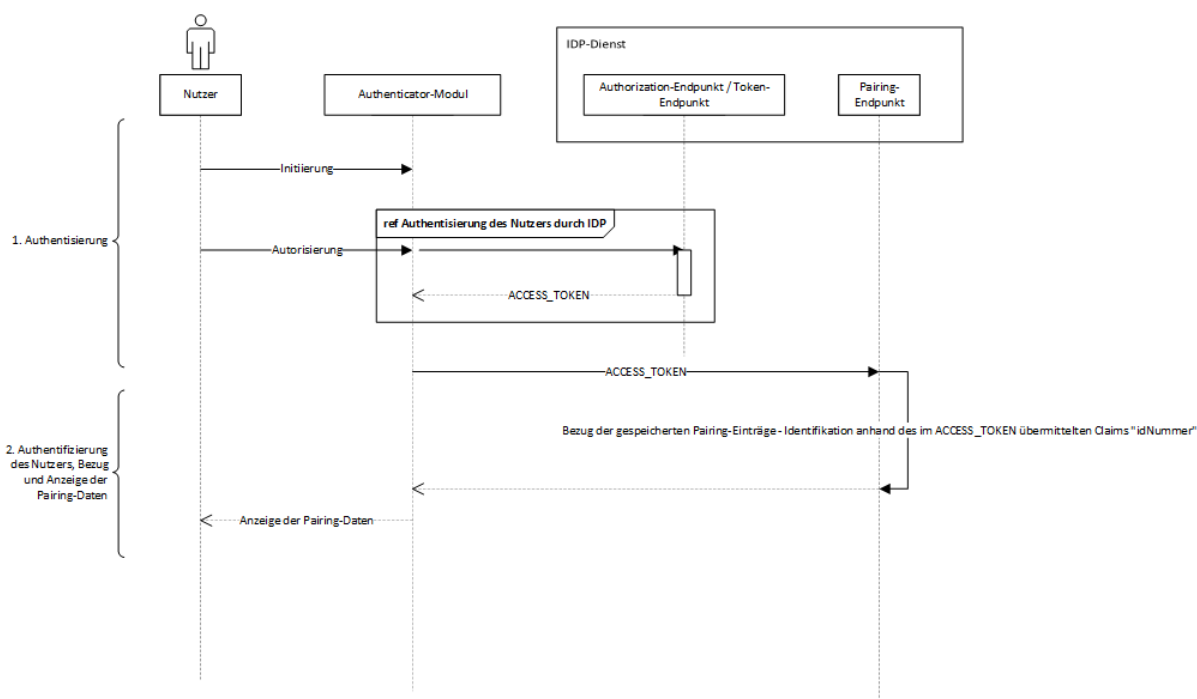 IDP-Dienst
Nutzer
Authenticator-Modul
Authorization-Endpunkt / Token-
Endpunkt
Pairing-
Endpunkt
Initiierung
ref Authentisierung des Nutzers durch IDP
1. Authentisierung
Autorisierung
ACCESS_TOKEN
ACCESS_TOKEN
Bezug der gespeicherten Pairing-Einträge - Identifikation anhand des im ACCESS_TOKEN übermittelten Claims "idNummer"
2. Authentifizierung
des Nutzers, Bezug
und Anzeige der
Pairing-Daten
Anzeige der Pairing-Daten